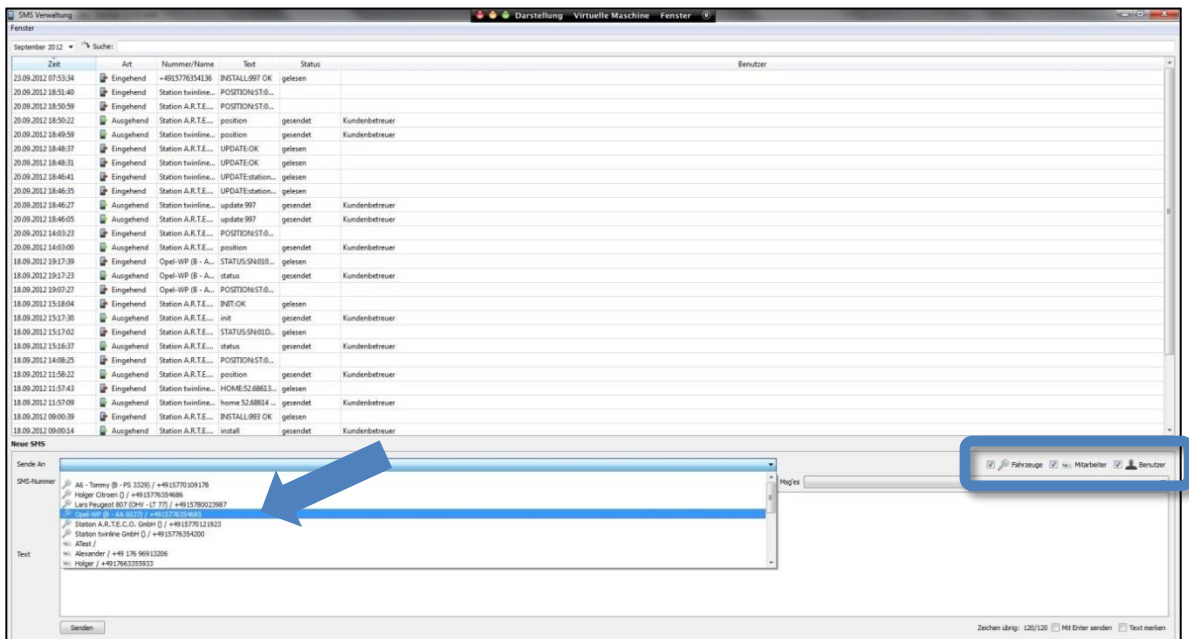 SMS Verwaltung
Darstellung Virtuelle Maschine Fenster
Fenster
September 2012 Suche:
Zeit Art Nummer/Name Text Status Benutzer
23.09.2012 07:53:34 Eingehend +4915776354136 INSTALL:997 OK gelesen
20.09.2012 18:51:40 Eingehend Station twinline... POSITION:ST:0...
20.09.2012 18:50:59 Eingehend Station A.R.T.E.... POSITION:ST:0...
20.09.2012 18:50:22 Ausgehend Station A.R.T.E.... position gesendet Kundenbetreuer
20.09.2012 18:49:59 Ausgehend Station twinline... position gesendet Kundenbetreuer
20.09.2012 18:48:37 Eingehend Station A.R.T.E.... UPDATE:OK gelesen
20.09.2012 18:48:31 Eingehend Station twinline... UPDATE:OK gelesen
20.09.2012 18:46:41 Eingehend Station twinline... UPDATE:station... gelesen
20.09.2012 18:46:35 Eingehend Station A.R.T.E.... UPDATE:station... gelesen
20.09.2012 18:46:27 Ausgehend Station twinline... update 997 gesendet Kundenbetreuer
20.09.2012 18:46:05 Ausgehend Station A.R.T.E.... update 997 gesendet Kundenbetreuer
20.09.2012 14:03:23 Eingehend Station A.R.T.E.... POSITION:ST:0...
20.09.2012 14:03:00 Ausgehend Station A.R.T.E.... position gesendet Kundenbetreuer
18.09.2012 19:17:39 Eingehend Opel-WP (B - A... STATUS:SN:010... gelesen
18.09.2012 19:17:23 Ausgehend Opel-WP (B - A... status gesendet Kundenbetreuer
18.09.2012 19:07:27 Eingehend Opel-WP (B - A... POSITION:ST:0...
18.09.2012 15:18:04 Eingehend Station A.R.T.E.... INIT:OK gelesen
18.09.2012 15:17:30 Ausgehend Station A.R.T.E.... init gesendet Kundenbetreuer
18.09.2012 15:17:02 Eingehend Station A.R.T.E.... STATUS:SN:01D... gelesen
18.09.2012 15:16:37 Ausgehend Station A.R.T.E.... status gesendet Kundenbetreuer
18.09.2012 14:08:25 Eingehend Station A.R.T.E.... POSITION:ST:0...
18.09.2012 11:58:22 Ausgehend Station A.R.T.E.... position gesendet Kundenbetreuer
18.09.2012 11:57:43 Eingehend Station twinline... HOME:52.68613... gelesen
18.09.2012 11:57:09 Ausgehend Station twinline... home 52.68614 ... gesendet Kundenbetreuer
18.09.2012 09:00:39 Eingehend Station A.R.T.E.... INSTALL:993 OK gelesen
18.09.2012 09:00:14 Ausgehend Station A.R.T.E.... install gesendet Kundenbetreuer
Neue SMS
Sende An Fahrzeuge Mitarbeiter Benutzer
SMS-Nummer Msg'es
A6 - Tommy (B - PS 3329) / +4915770109178
Holger Citroen () / +4915776354686
Lars Peugeot 807 (OHV - LT 77) / +4915780023987
Opel-WP (B - AA 6027) / +4915776354685
Station A.R.T.E.C.O. GmbH () / +4915770121923
Station twinline GmbH () / +4915776354200
ATest /
Text
Alexander / +49 176 96913206
Holger / +4917663355933
Senden Zeichen übrig: 120/120 Mit Enter senden Text merken